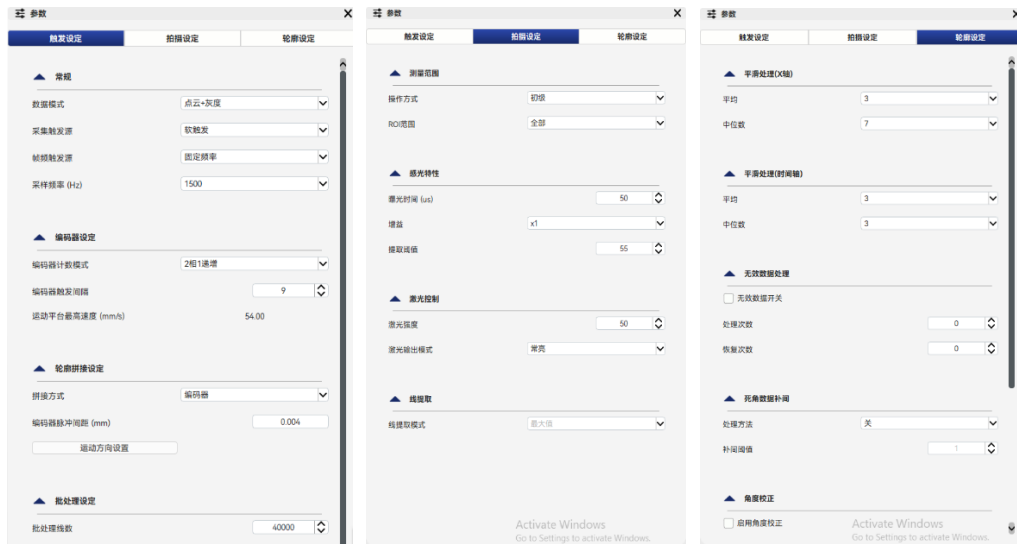 参数
触发设定 拍摄设定 轮廓设定
常规
数据模式 点云+灰度
采集触发源 软触发
帧频触发源 固定频率
采样频率 (Hz) 1500
编码器设定
编码器计数模式 2相1递增
编码器触发间隔 9
运动平台最高速度 (mm/s) 54.00
轮廓拼接设定
拼接方式 编码器
编码器脉冲间距 (mm) 0.004
运动方向设置
批处理设定
批处理线数 40000
参数
触发设定 拍摄设定 轮廓设定
测量范围
操作方式 初级
ROI范围 全部
感光特性
曝光时间 (us) 50
增益 x1
提取阈值 55
激光控制
激光强度 50
激光输出模式 常亮
线提取
线提取模式 最大值
Activate Windows
Go to Settings to activate Windows.
参数
触发设定 拍摄设定 轮廓设定
平滑处理(X轴)
平均 3
中位数 7
平滑处理(时间轴)
平均 3
中位数 3
无效数据处理
无效数据开关
处理次数 0
恢复次数 0
死角数据补间
处理方法 关
补间阈值 1
角度校正
启用角度校正
Activate Windows
Go to Settings to activate Windows.